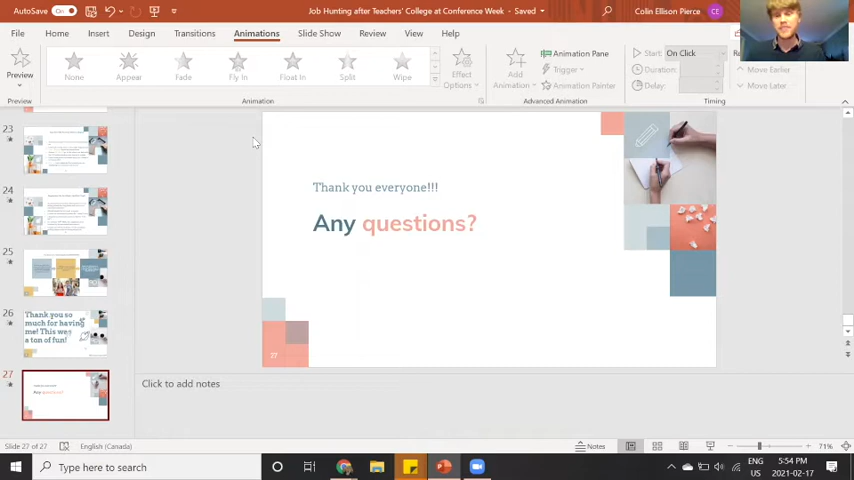 AutoSave On Job Hunting after Teachers' College at Conference Week - Saved Colin Ellison Pierce CE
File Home Insert Design Transitions Animations Slide Show Review View Help
Preview
None Appear Fade Fly In Float In Split Wipe
Effect Options
Add Animation
Animation Pane
Trigger
Animation Painter
Start: On Click
Duration:
Delay:
Move Earlier
Move Later
Preview Animation Advanced Animation Timing
23
24
25
26
Thank you so
much for having
me! This was
a ton of fun!
27
Thank you everyone!!!
Any questions?
27
Click to add notes
Slide 27 of 27 English (Canada) Notes 71%
Type here to search
ENG
US
5:54 PM
2021-02-17